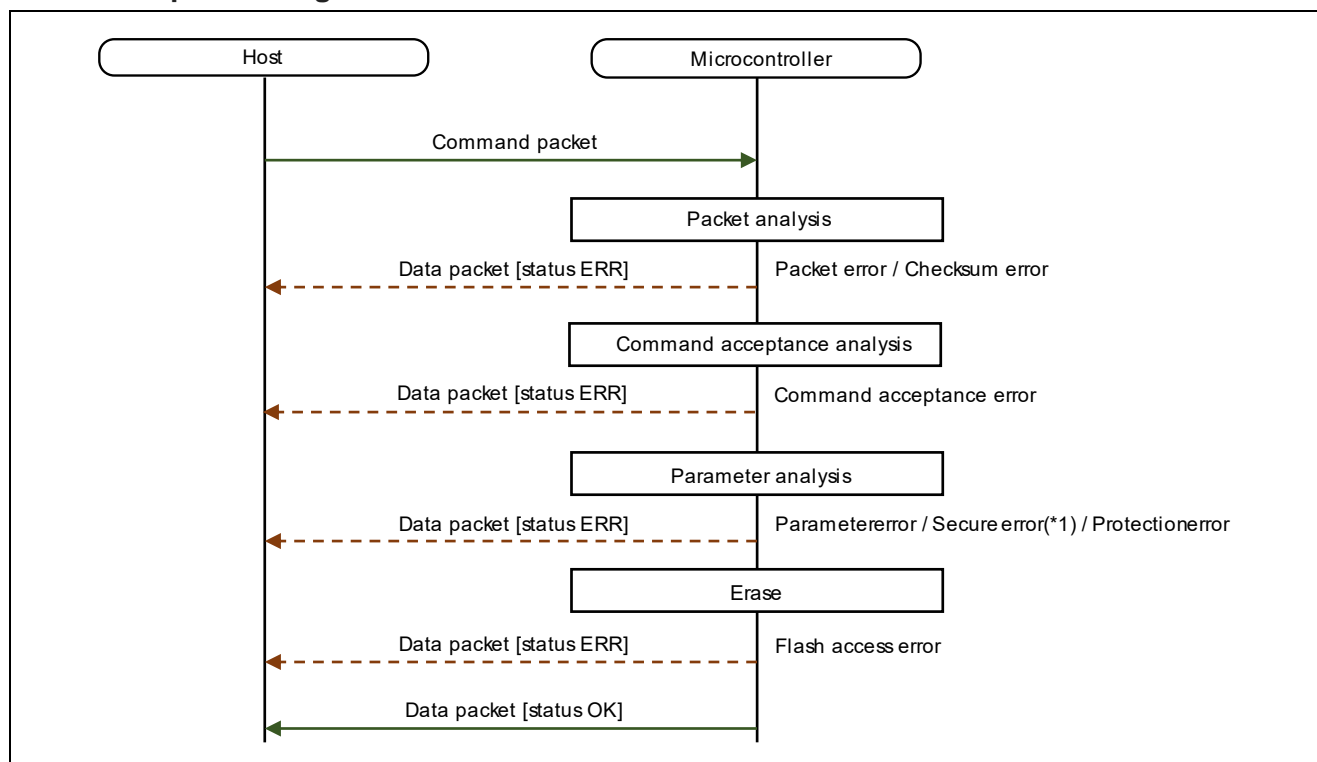 Host
Microcontroller
Command packet
Packet analysis
Data packet [status ERR]
Packet error / Checksum error
Command acceptance analysis
Data packet [status ERR]
Command acceptance error
Parameter analysis
Data packet [status ERR]
Parametererror / Secure error(*1) / Protectionerror
Erase
Data packet [status ERR]
Flash access error
Data packet [status OK]